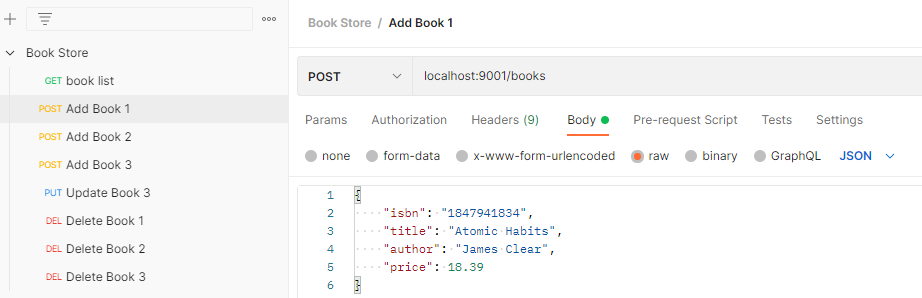 Book Store
GET book list
POST Add Book 1
POST Add Book 2
POST Add Book 3
PUT Update Book 3
DEL Delete Book 1
DEL Delete Book 2
DEL Delete Book 3
Book Store / Add Book 1
POST localhost:9001/books
Params Authorization Headers (9) Body Pre-request Script Tests Settings
none form-data x-www-form-urlencoded raw binary GraphQL JSON
1 {
2 "isbn": "1847941834",
3 "title": "Atomic Habits",
4 "author": "James Clear",
5 "price": 18.39
6 }